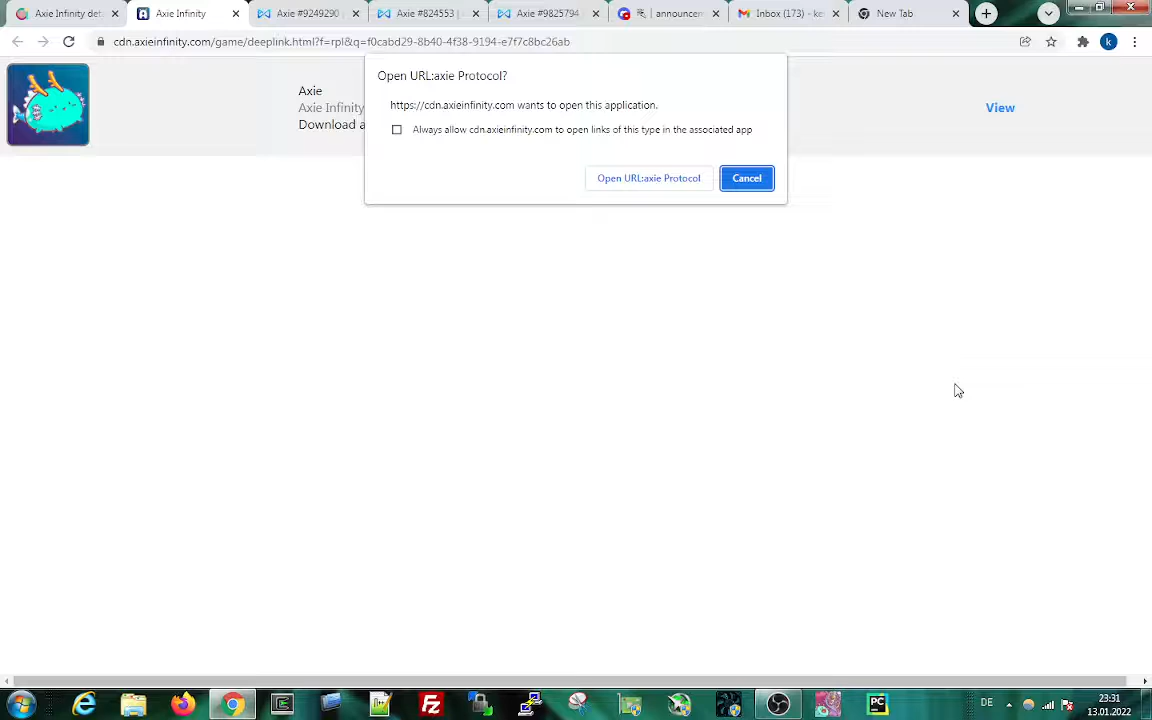 Axie Infinity det
Axie Infinity
Axie #9249290
Axie #824553 |
Axie #9825794
| announcem
Inbox (173) - ke
New Tab
cdn.axieinfinity.com/game/deeplink.html?f=rpl&q=f0cabd29-8b40-4f38-9194-e7f7c8bc26ab
k
Axie
Axie Infinity
Download a
View
Open URL:axie Protocol?
https://cdn.axieinfinity.com wants to open this application.
Always allow cdn.axieinfinity.com to open links of this type in the associated app
Open URL:axie Protocol
Cancel
FZ
PC
DE
23:31
13.01.2022